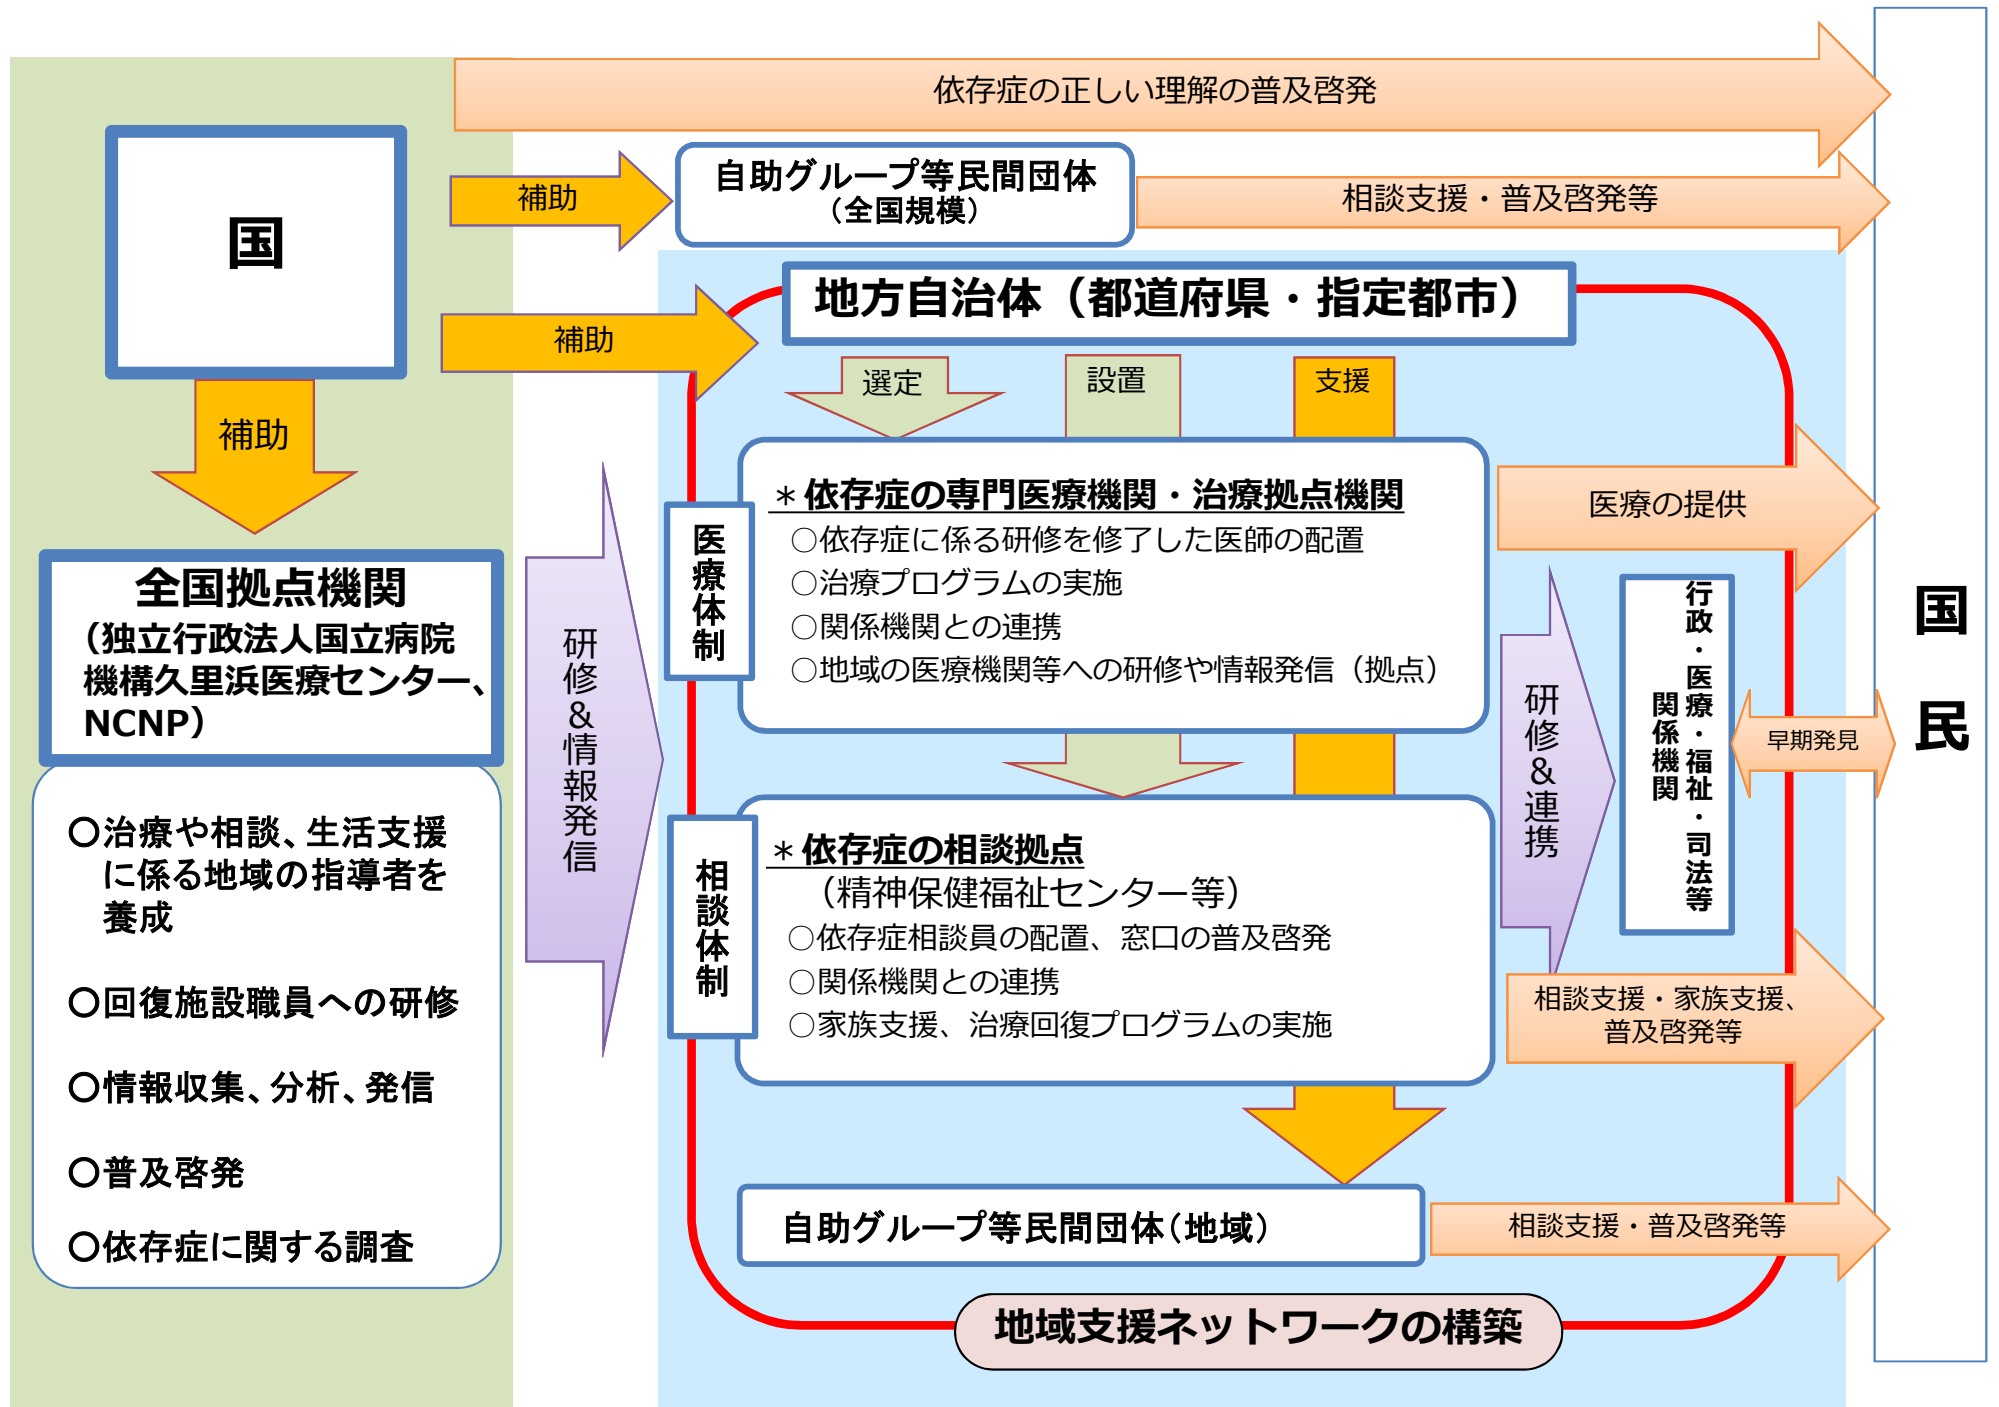 依存症の正しい理解の普及啓発
国
補助
自助グループ等民間団体
（全国規模）
相談支援・普及啓発等
補助
地方自治体（都道府県・指定都市）
補助
選定
設置
支援
全国拠点機関
（独立行政法人国立病院
機構久里浜医療センター、
NCNP）
○治療や相談、生活支援
に係る地域の指導者を
養成
○回復施設職員への研修
○情報収集、分析、発信
○普及啓発
○依存症に関する調査
研修&情報発信
医療体制
＊依存症の専門医療機関・治療拠点機関
○依存症に係る研修を修了した医師の配置
○治療プログラムの実施
○関係機関との連携
○地域の医療機関等への研修や情報発信（拠点）
医療の提供
相談体制
＊依存症の相談拠点
（精神保健福祉センター等）
○依存症相談員の配置、窓口の普及啓発
○関係機関との連携
○家族支援、治療回復プログラムの実施
研修&連携
行政・医療・福祉・司法等
関係機関
早期発見
相談支援・家族支援、
普及啓発等
自助グループ等民間団体（地域）
相談支援・普及啓発等
地域支援ネットワークの構築
国民